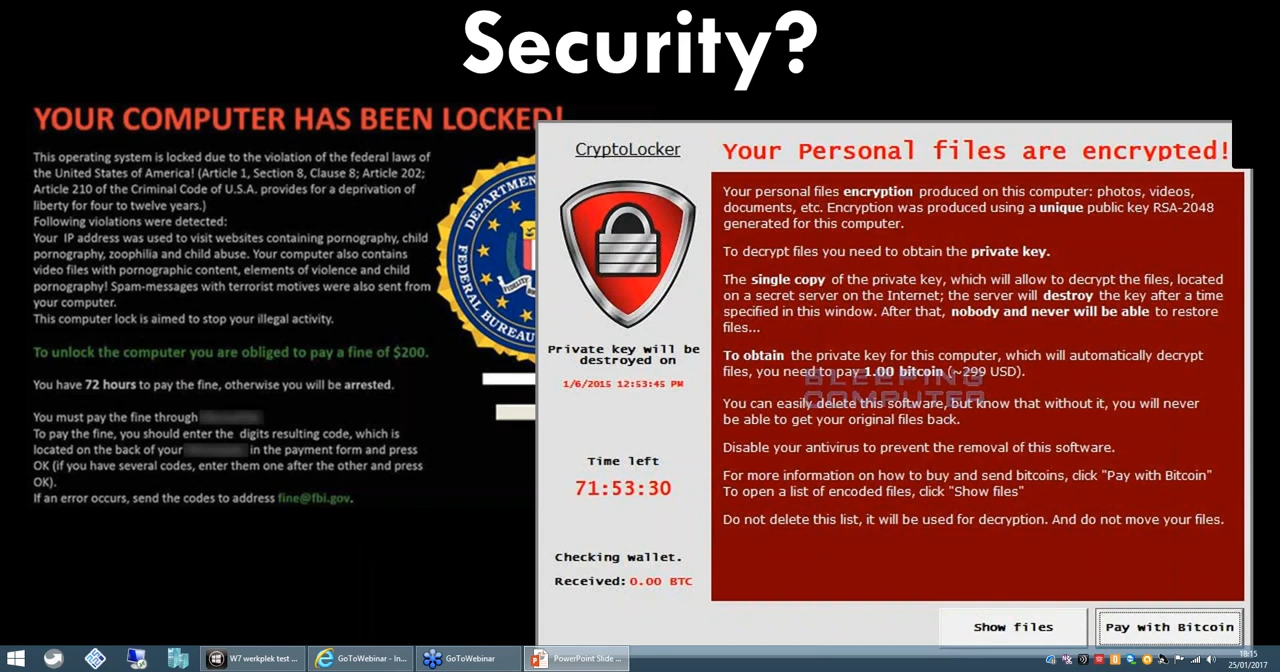 Security?
YOUR COMPUTER HAS BEEN LOCKED!
This operating system is locked due to the violation of the federal laws of
the United States of America! (Article 1, Section 8, Clause 8; Article 202;
Article 210 of the Criminal Code of U.S.A. provides for a deprivation of
liberty for four to twelve years.)
Following violations were detected:
Your IP address was used to visit websites containing pornography, child
pornography, zoophilia and child abuse. Your computer also contains
video files with pornographic content, elements of violence and child
pornography! Spam-messages with terrorist motives were also sent from
your computer.
This computer lock is aimed to stop your illegal activity.
To unlock the computer you are obliged to pay a fine of $200.
You have 72 hours to pay the fine, otherwise you will be arrested.
You must pay the fine through
To pay the fine, you should enter the digits resulting code, which is
located on the back of your in the payment form and press
OK (if you have several codes, enter them one after the other and press
OK).
If an error occurs, send the codes to address fine@fbi.gov.
DEPARTMEN
FEDERAL BUREAU
FIDELITY
CryptoLocker
Private key will be
destroyed on
1/6/2015 12:53:45 PM
Time left
71:53:30
Checking wallet.
Received: 0.00 BTC
Your Personal files are encrypted!
Your personal files encryption produced on this computer: photos, videos,
documents, etc. Encryption was produced using a unique public key RSA-2048
generated for this computer.
To decrypt files you need to obtain the private key.
The single copy of the private key, which will allow to decrypt the files, located
on a secret server on the Internet; the server will destroy the key after a time
specified in this window. After that, nobody and never will be able to restore
files...
To obtain the private key for this computer, which will automatically decrypt
files, you need to pay 1.00 bitcoin (~299 USD).
BLEEPING
COMPUTER
You can easily delete this software, but know that without it, you will never
be able to get your original files back.
Disable your antivirus to prevent the removal of this software.
For more information on how to buy and send bitcoins, click "Pay with Bitcoin"
To open a list of encoded files, click "Show files"
Do not delete this list, it will be used for decryption. And do not move your files.
Show files
Pay with Bitcoin
W7 werkplek test ...
GoToWebinar - In...
GoToWebinar
PowerPoint Slide ...
18:15
25/01/2017